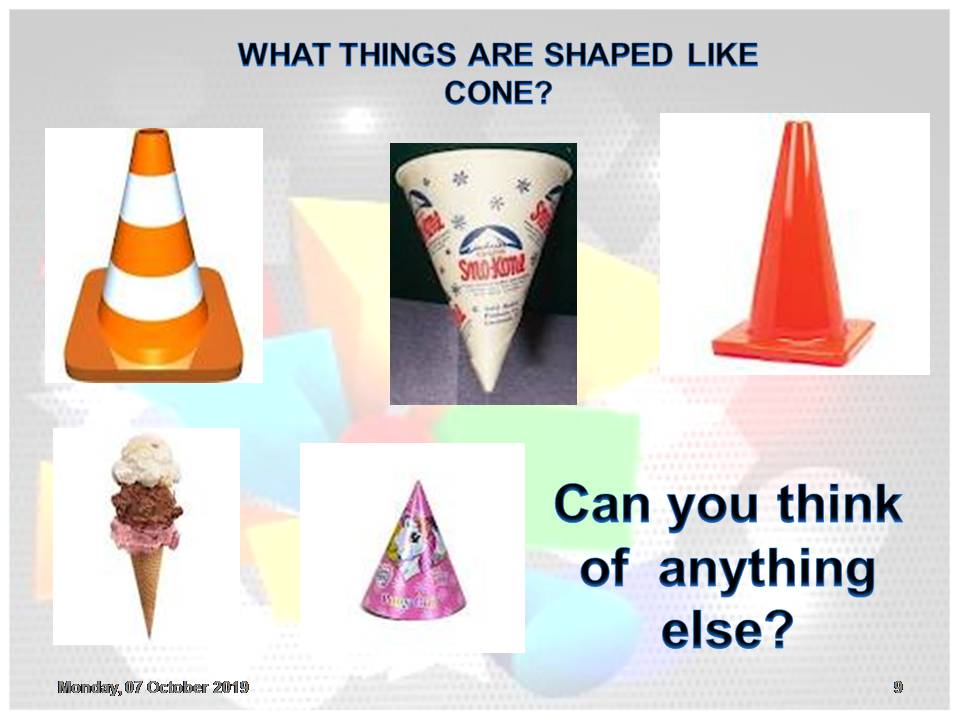 WHAT THINGS ARE SHAPED LIKE
CONE?
Sno-Kone
Can you think
of anything
else?
Monday, 07 October 2019
9